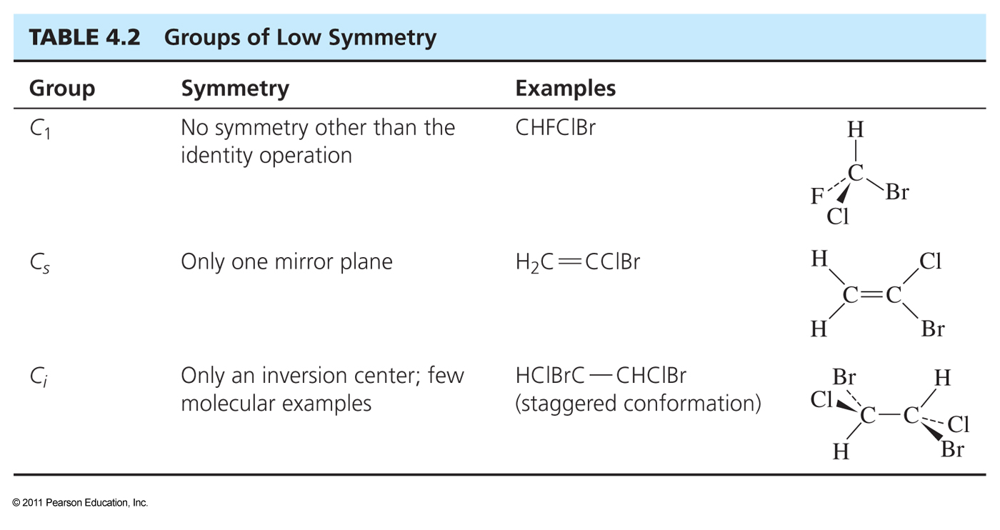 TABLE 4.2 Groups of Low Symmetry
Group Symmetry Examples
C1 No symmetry other than the identity operation CHFClBr
H
C
F Br
Cl
Cs Only one mirror plane H2C=CClBr
H Cl
C=C
H Br
Ci Only an inversion center; few molecular examples HClBrC—CHClBr (staggered conformation)
Br H
Cl
C—C
Cl
H Br
© 2011 Pearson Education, Inc.